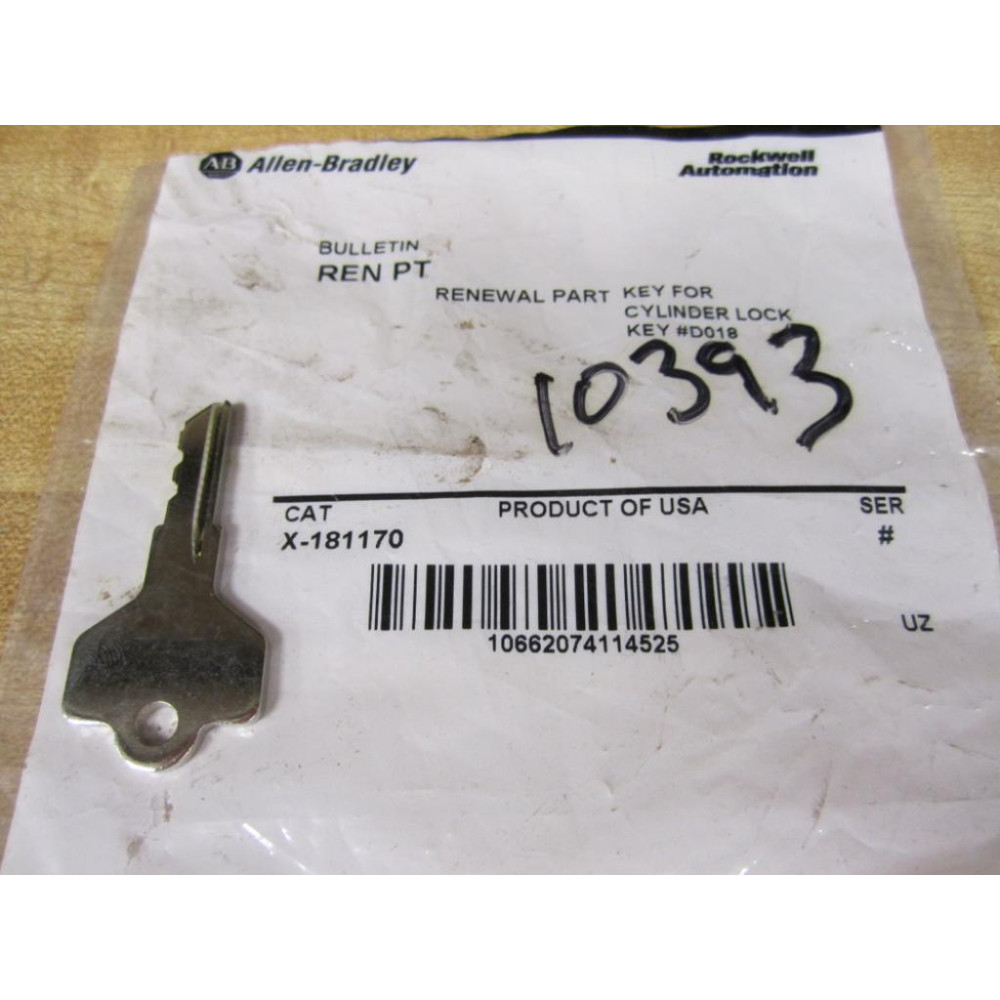 AB Allen-Bradley
Rockwell
Automation
BULLETIN
REN PT
RENEWAL PART KEY FOR
CYLINDER LOCK
KEY #D018
10393
CAT PRODUCT OF USA SER
X-181170 #
UZ
10662074114525